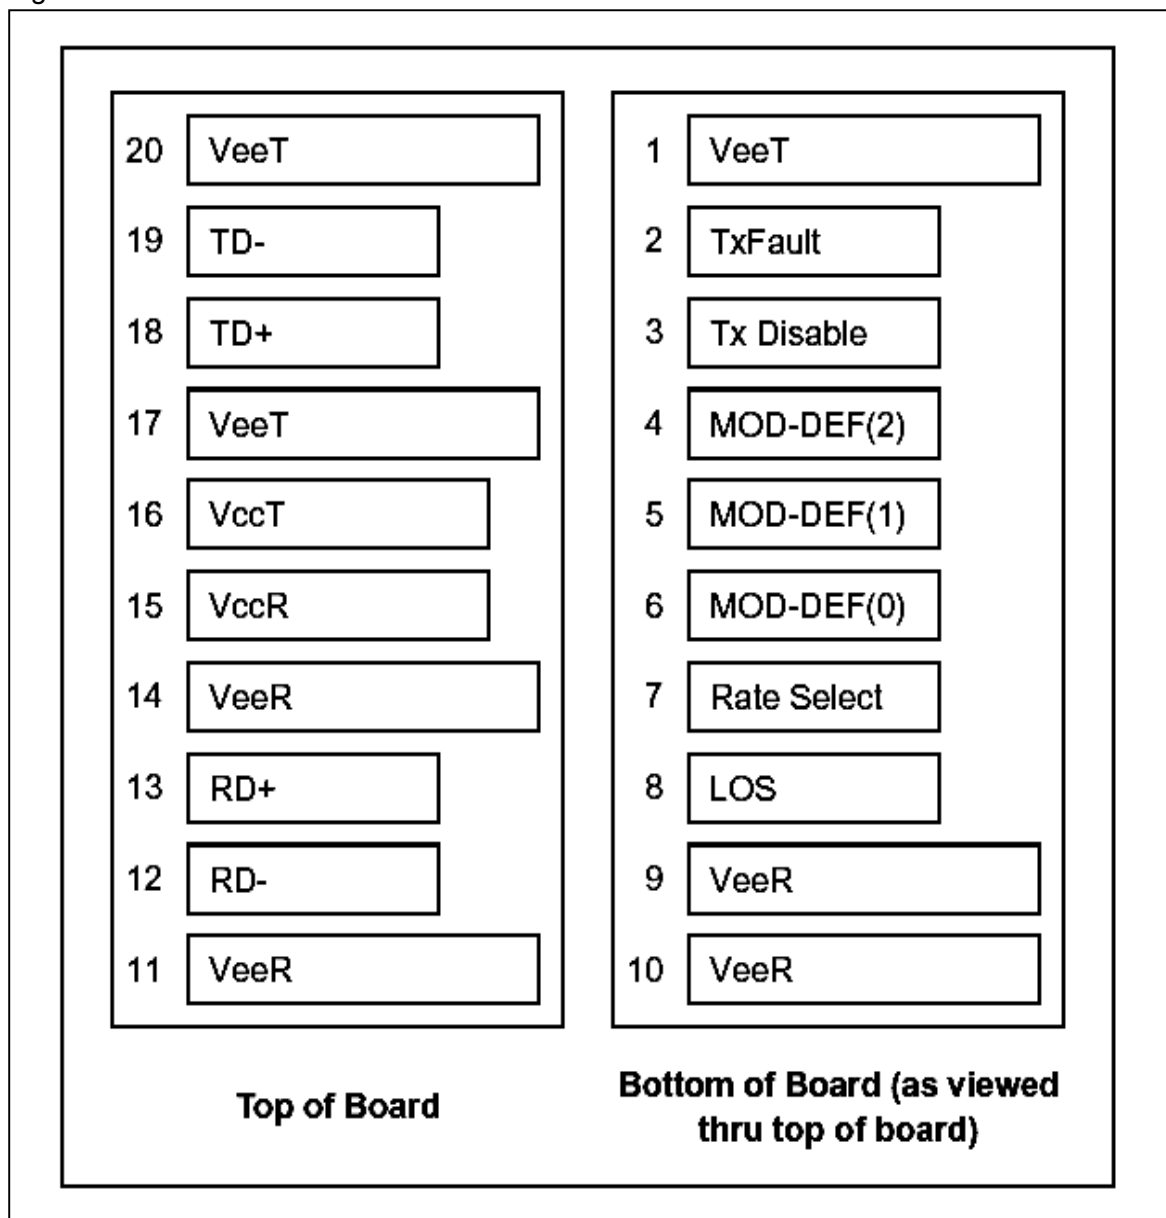 20 VeeT
19 TD-
18 TD+
17 VeeT
16 VccT
15 VccR
14 VeeR
13 RD+
12 RD-
11 VeeR
Top of Board
1 VeeT
2 TxFault
3 Tx Disable
4 MOD-DEF(2)
5 MOD-DEF(1)
6 MOD-DEF(0)
7 Rate Select
8 LOS
9 VeeR
10 VeeR
Bottom of Board (as viewed
thru top of board)